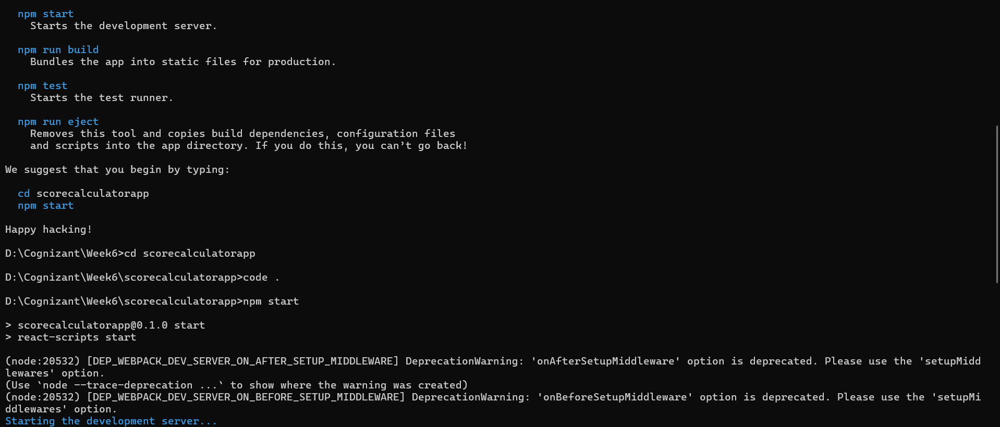 npm start
Starts the development server.
npm run build
Bundles the app into static files for production.
npm test
Starts the test runner.
npm run eject
Removes this tool and copies build dependencies, configuration files
and scripts into the app directory. If you do this, you can’t go back!
We suggest that you begin by typing:
cd scorecalculatorapp
npm start
Happy hacking!
D:\Cognizant\Week6>cd scorecalculatorapp
D:\Cognizant\Week6\scorecalculatorapp>code .
D:\Cognizant\Week6\scorecalculatorapp>npm start
> scorecalculatorapp@0.1.0 start
> react-scripts start
(node:20532) [DEP_WEBPACK_DEV_SERVER_ON_AFTER_SETUP_MIDDLEWARE] DeprecationWarning: 'onAfterSetupMiddleware' option is deprecated. Please use the 'setupMidd
lewares' option.
(Use `node --trace-deprecation ...` to show where the warning was created)
(node:20532) [DEP_WEBPACK_DEV_SERVER_ON_BEFORE_SETUP_MIDDLEWARE] DeprecationWarning: 'onBeforeSetupMiddleware' option is deprecated. Please use the 'setupMi
ddlewares' option.
Starting the development server...